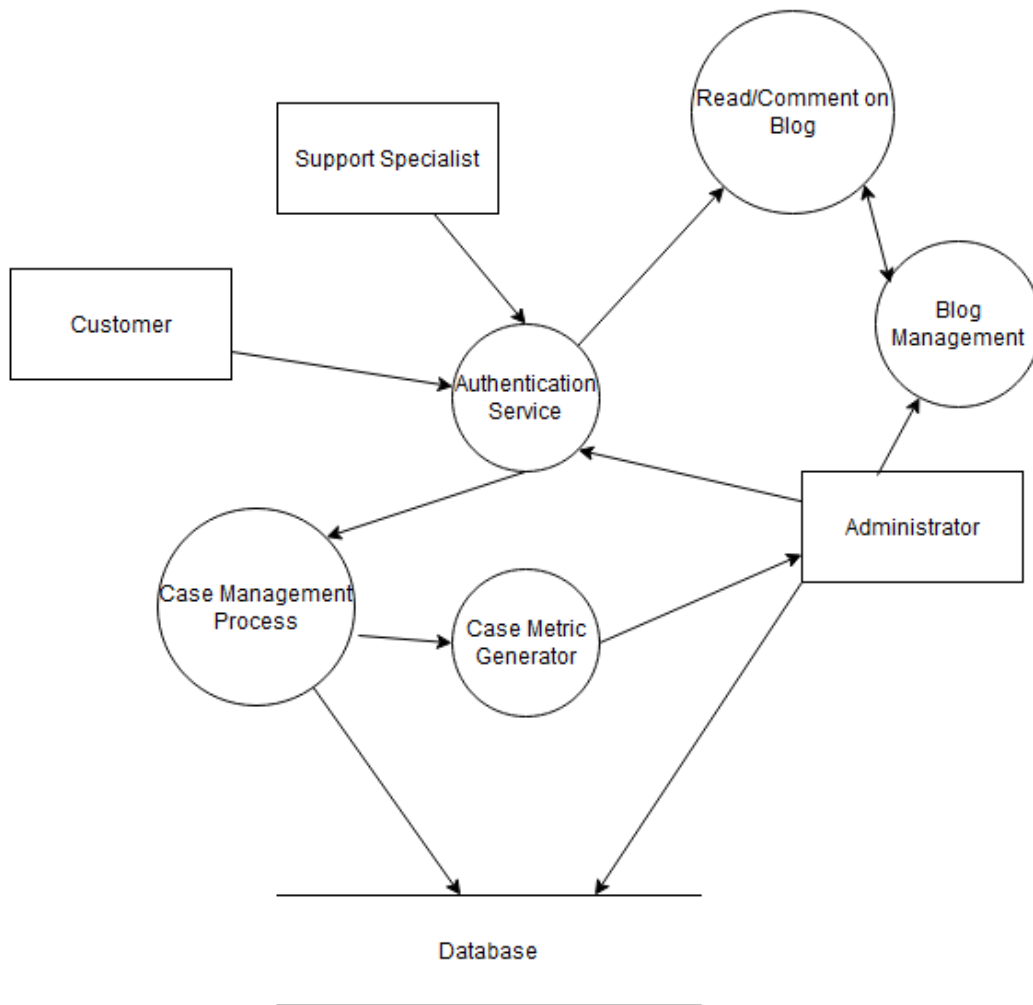 Read/Comment on
Blog
Support Specialist
Customer
Blog
Management
Authentication
Service
Administrator
Case Management
Process
Case Metric
Generator
Database